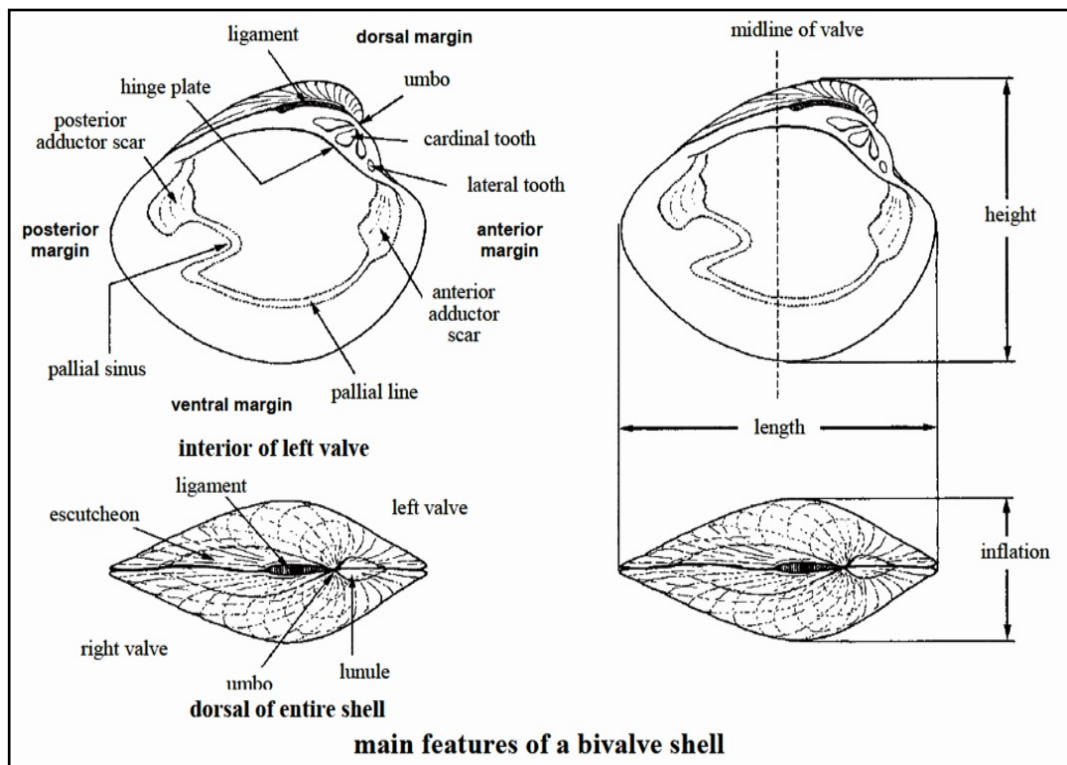 ligament
dorsal margin
umbo
hinge plate
posterior
adductor scar
cardinal tooth
lateral tooth
posterior
margin
anterior
margin
anterior
adductor
scar
pallial sinus
pallial line
ventral margin
interior of left valve
midline of valve
height
length
ligament
escutcheon
left valve
right valve
umbo
lunule
dorsal of entire shell
inflation
main features of a bivalve shell